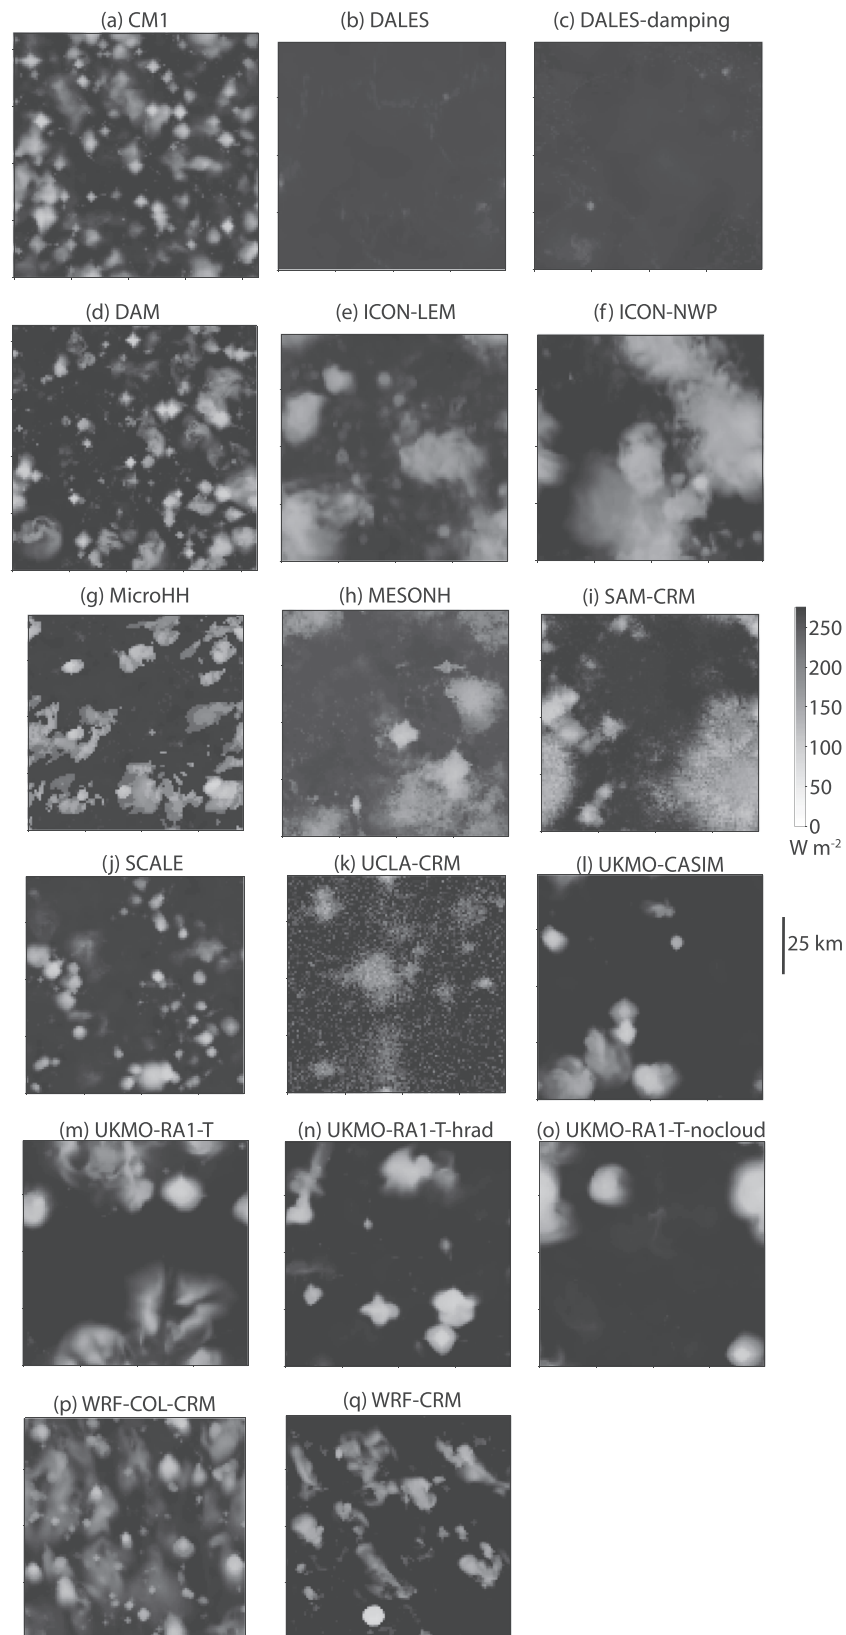 (a) CM1
(b) DALES
(c) DALES-damping
(d) DAM
(e) ICON-LEM
(f) ICON-NWP
(g) MicroHH
(h) MESONH
(i) SAM-CRM
250
200
150
100
50
0
W m-2
(j) SCALE
(k) UCLA-CRM
(l) UKMO-CASIM
25 km
(m) UKMO-RA1-T
(n) UKMO-RA1-T-hrad
(o) UKMO-RA1-T-nocloud
(p) WRF-COL-CRM
(q) WRF-CRM